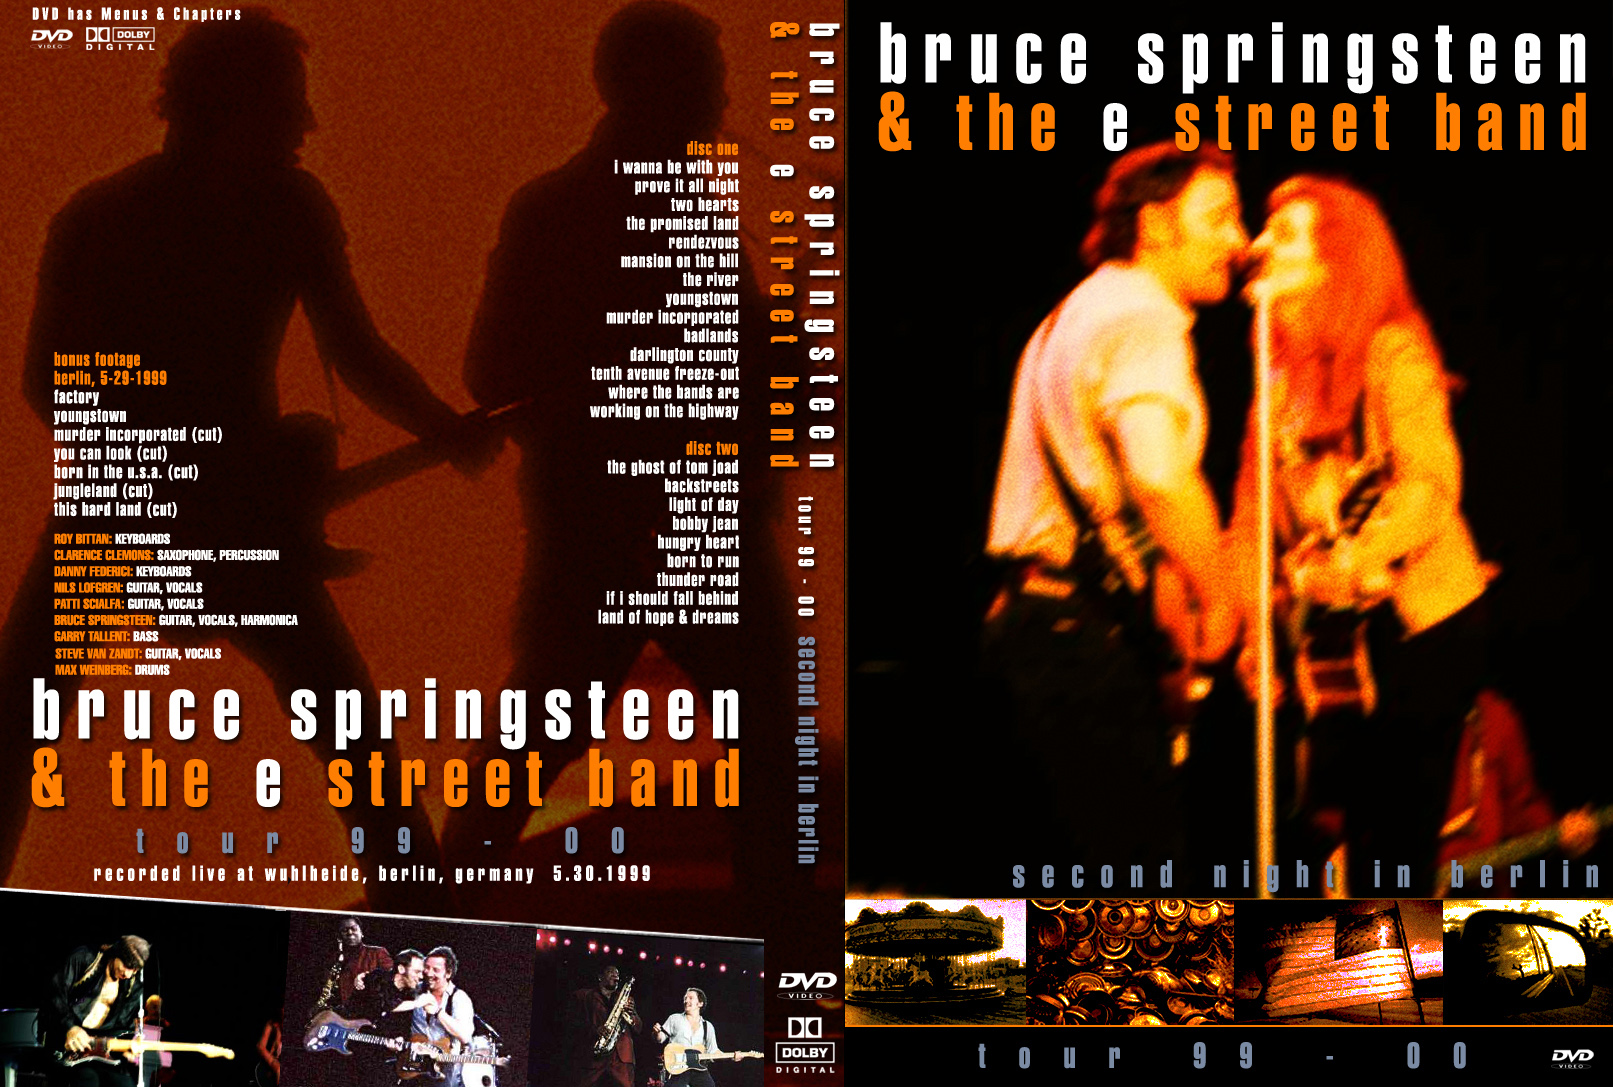 DVD has Menus & Chapters
DVD
VIDEO
DOLBY
DIGITAL
disc one
i wanna be with you
prove it all night
two hearts
the promised land
rendezvous
mansion on the hill
the river
youngstown
murder incorporated
badlands
darlington county
tenth avenue freeze-out
where the bands are
working on the highway
disc two
the ghost of tom joad
backstreets
light of day
bobby jean
hungry heart
born to run
thunder road
if i should fall behind
land of hope & dreams
bonus footage
berlin, 5-29-1999
factory
youngstown
murder incorporated (cut)
you can look (cut)
born in the u.s.a. (cut)
jungleland (cut)
this hard land (cut)
ROY BITTAN: KEYBOARDS
CLARENCE CLEMONS: SAXOPHONE, PERCUSSION
DANNY FEDERICI: KEYBOARDS
NILS LOFGREN: GUITAR, VOCALS
PATTI SCIALFA: GUITAR, VOCALS
BRUCE SPRINGSTEEN: GUITAR, VOCALS, HARMONICA
GARRY TALLENT: BASS
STEVE VAN ZANDT: GUITAR, VOCALS
MAX WEINBERG: DRUMS
bruce springsteen
& the e street band
tour 99 - 00
recorded live at wuhlheide, berlin, germany 5.30.1999
bruce springsteen
& the e street band
tour 99 - 00 second night in berlin
DVD
VIDEO
DOLBY
DIGITAL
bruce springsteen
& the e street band
second night in berlin
tour 99 - 00
DVD
VIDEO